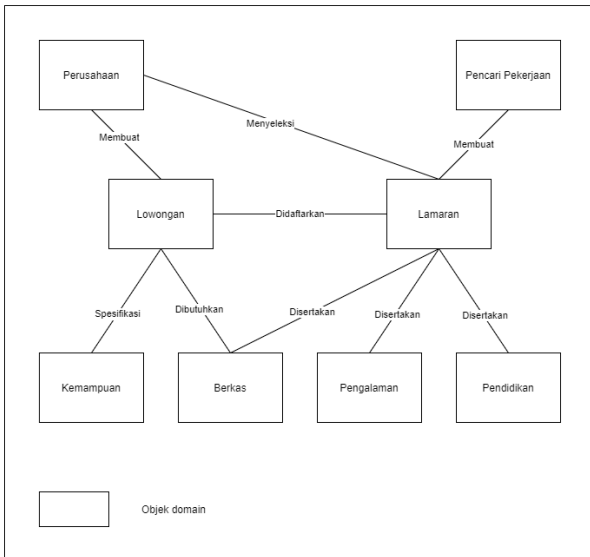 Perusahaan
Pencari Pekerjaan
Menyeleksi
Membuat
Membuat
Lowongan
Didaftarkan
Lamaran
Spesifikasi
Dibutuhkan
Disertakan
Disertakan
Disertakan
Kemampuan
Berkas
Pengalaman
Pendidikan
Objek domain